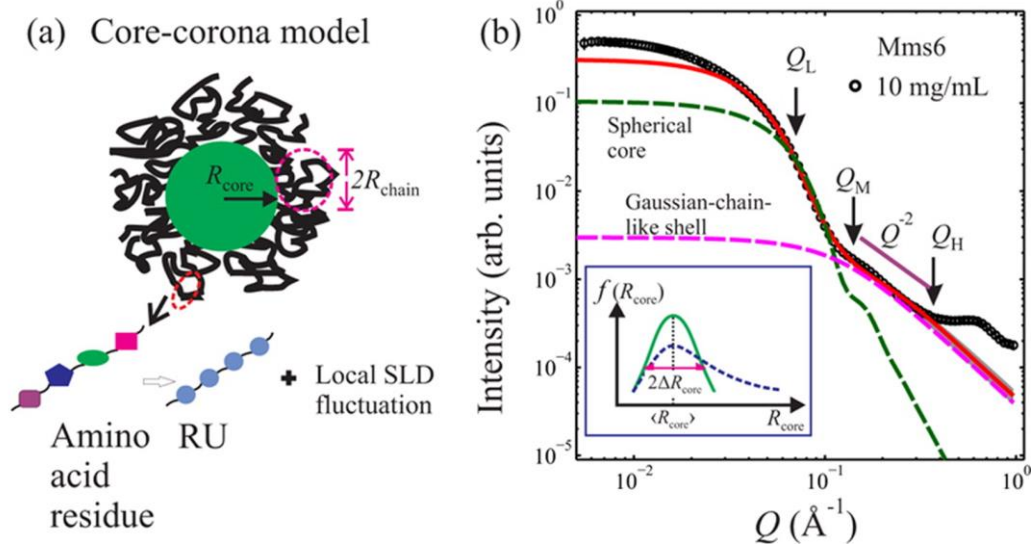 (a) Core-corona model
R_core
2R_chain
Local SLD
fluctuation
Amino
acid
residue
RU
(b)
Mms6
10 mg/mL
Q_L
Spherical
core
Q_M
Q^-2
Q_H
Gaussian-chain-
like shell
f (R_core)
2ΔR_core
‹R_core›
R_core
Intensity (arb. units)
10^0
10^-1
10^-2
10^-3
10^-4
10^-5
10^-2
10^-1
10^0
Q (Å^-1)